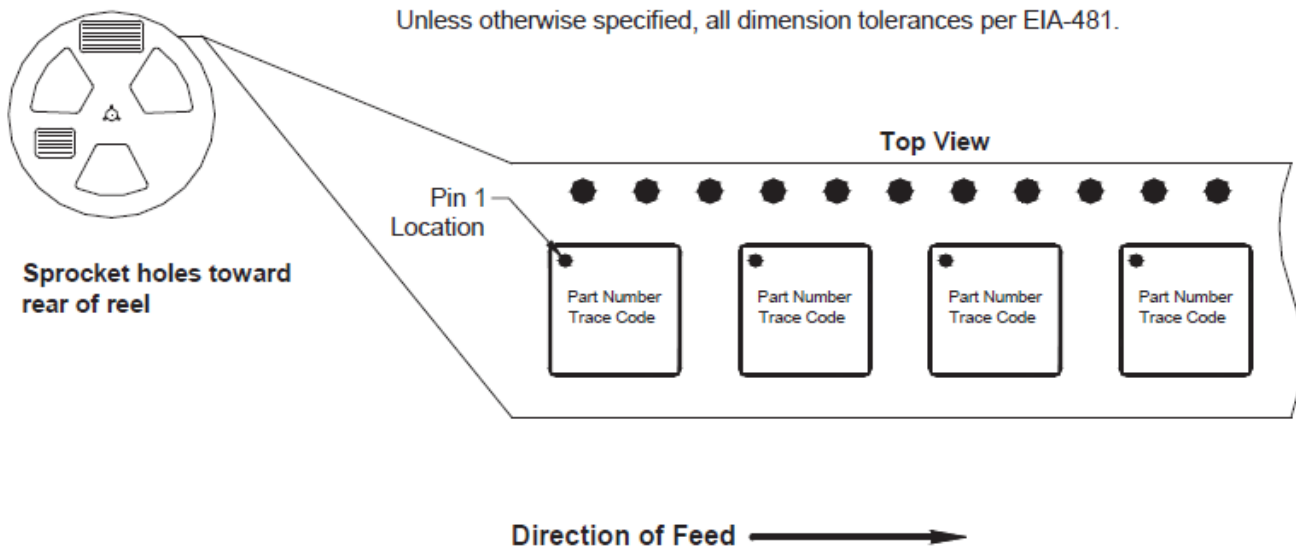 Unless otherwise specified, all dimension tolerances per EIA-481.
Top View
Pin 1
Location
Sprocket holes toward
rear of reel
Part Number
Trace Code
Part Number
Trace Code
Part Number
Trace Code
Part Number
Trace Code
Direction of Feed